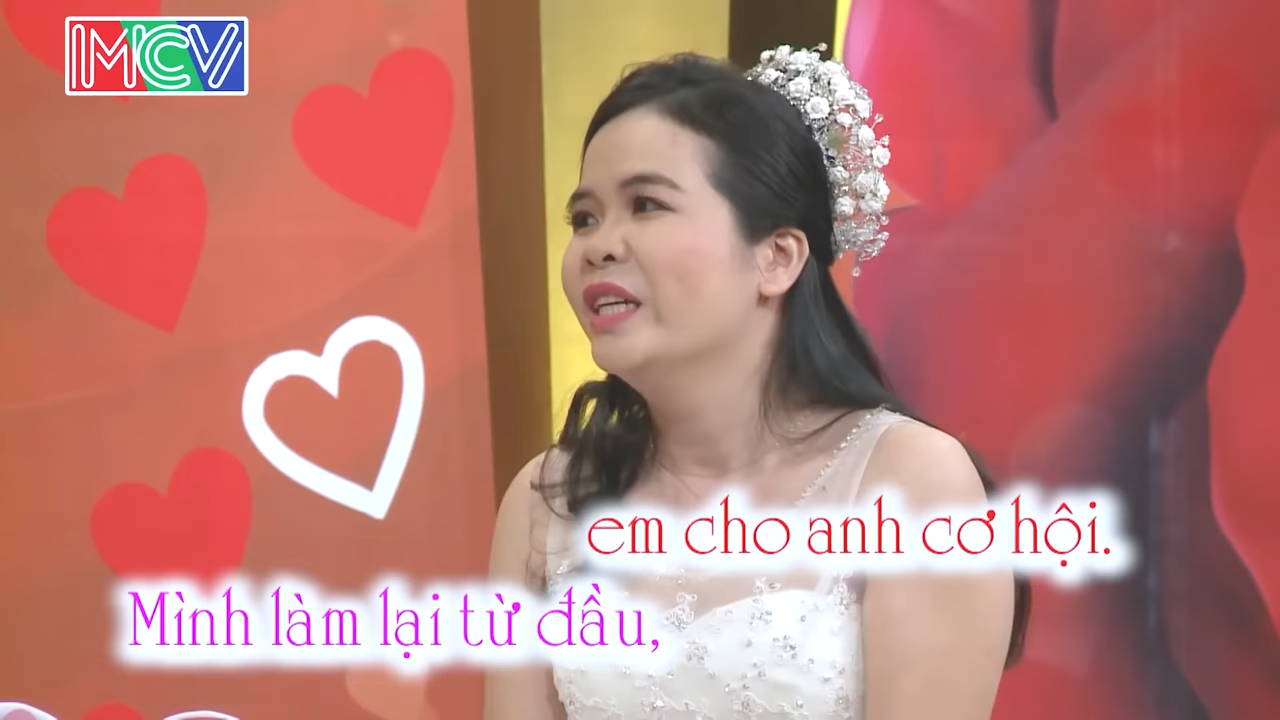 MCV
em cho anh cơ hội.
Mình làm lại từ đầu,